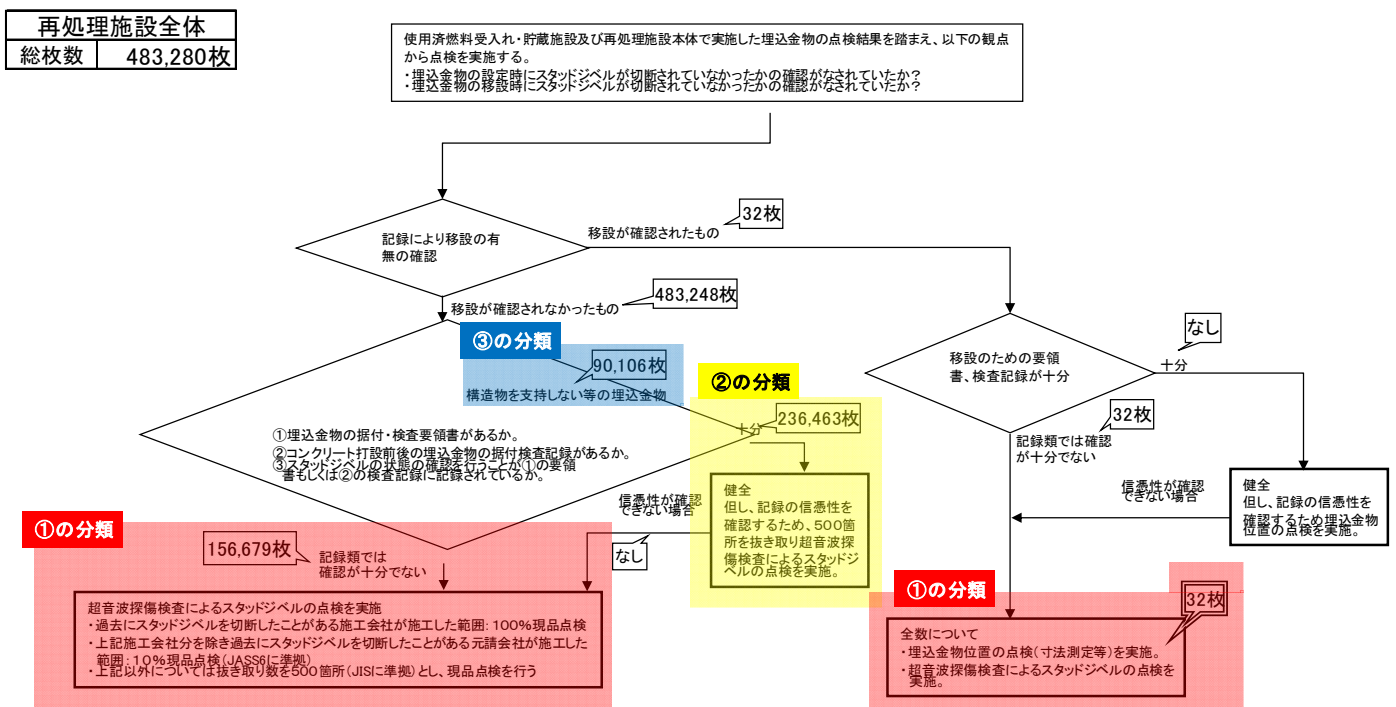 再処理施設全体
総枚数 483,280枚
使用済燃料受入れ・貯蔵施設及び再処理施設本体で実施した埋込金物の点検結果を踏まえ、以下の観点
から点検を実施する。
・埋込金物の設定時にスタッドジベルが切断されていなかったかの確認がなされていたか?
・埋込金物の移設時にスタッドジベルが切断されていなかったかの確認がなされていたか?
記録により移設の有
無の確認
移設が確認されたもの
32枚
移設が確認されなかったもの
483,248枚
③の分類
90,106枚
構造物を支持しない等の埋込金物
②の分類
十分
236,463枚
①埋込金物の据付・検査要領書があるか。
②コンクリート打設前後の埋込金物の据付検査記録があるか。
③スタッドジベルの状態の確認を行うことが①の要領
書もしくは②の検査記録に記録されているか。
健全
但し、記録の信憑性を
確認するため、500箇
所を抜き取り超音波探
傷検査によるスタッドジ
ベルの点検を実施。
信憑性が確認
できない場合
なし
①の分類
156,679枚
記録類では
確認が十分でない
超音波探傷検査によるスタッドジベルの点検を実施
・過去にスタッドジベルを切断したことがある施工会社が施工した範囲:100%現品点検
・上記施工会社分を除き過去にスタッドジベルを切断したことがある元請会社が施工した
範囲:10%現品点検(JASS6に準拠)
・上記以外については抜き取り数を500箇所(JISに準拠)とし、現品点検を行う
移設のための要領
書、検査記録が十分
なし
十分
32枚
記録類では確認
が十分でない
信憑性が確認
できない場合
健全
但し、記録の信憑性を
確認するため埋込金物
位置の点検を実施。
①の分類
32枚
全数について
・埋込金物位置の点検(寸法測定等)を実施。
・超音波探傷検査によるスタッドジベルの点検を
実施。